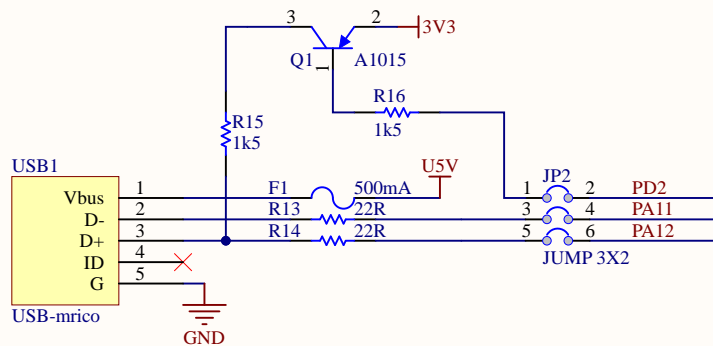 3
2
3V3
Q1
1
A1015
R16
1k5
R15
1k5
USB1
U5V
JP2
Vbus
1
F1
500mA
1
2
PD2
D-
2
R13
22R
3
4
PA11
D+
3
R14
22R
5
6
PA12
ID
4
JUMP 3X2
G
5
USB-mrico
GND